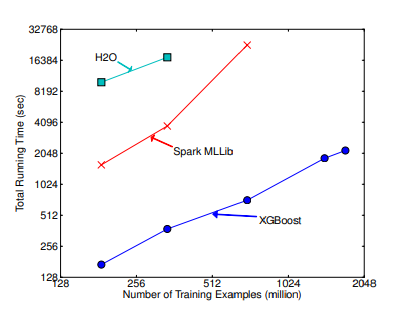 32768
16384
8192
4096
2048
1024
512
256
128
Total Running Time (sec)
H2O
Spark MLLib
XGBoost
128
256
512
1024
2048
Number of Training Examples (million)